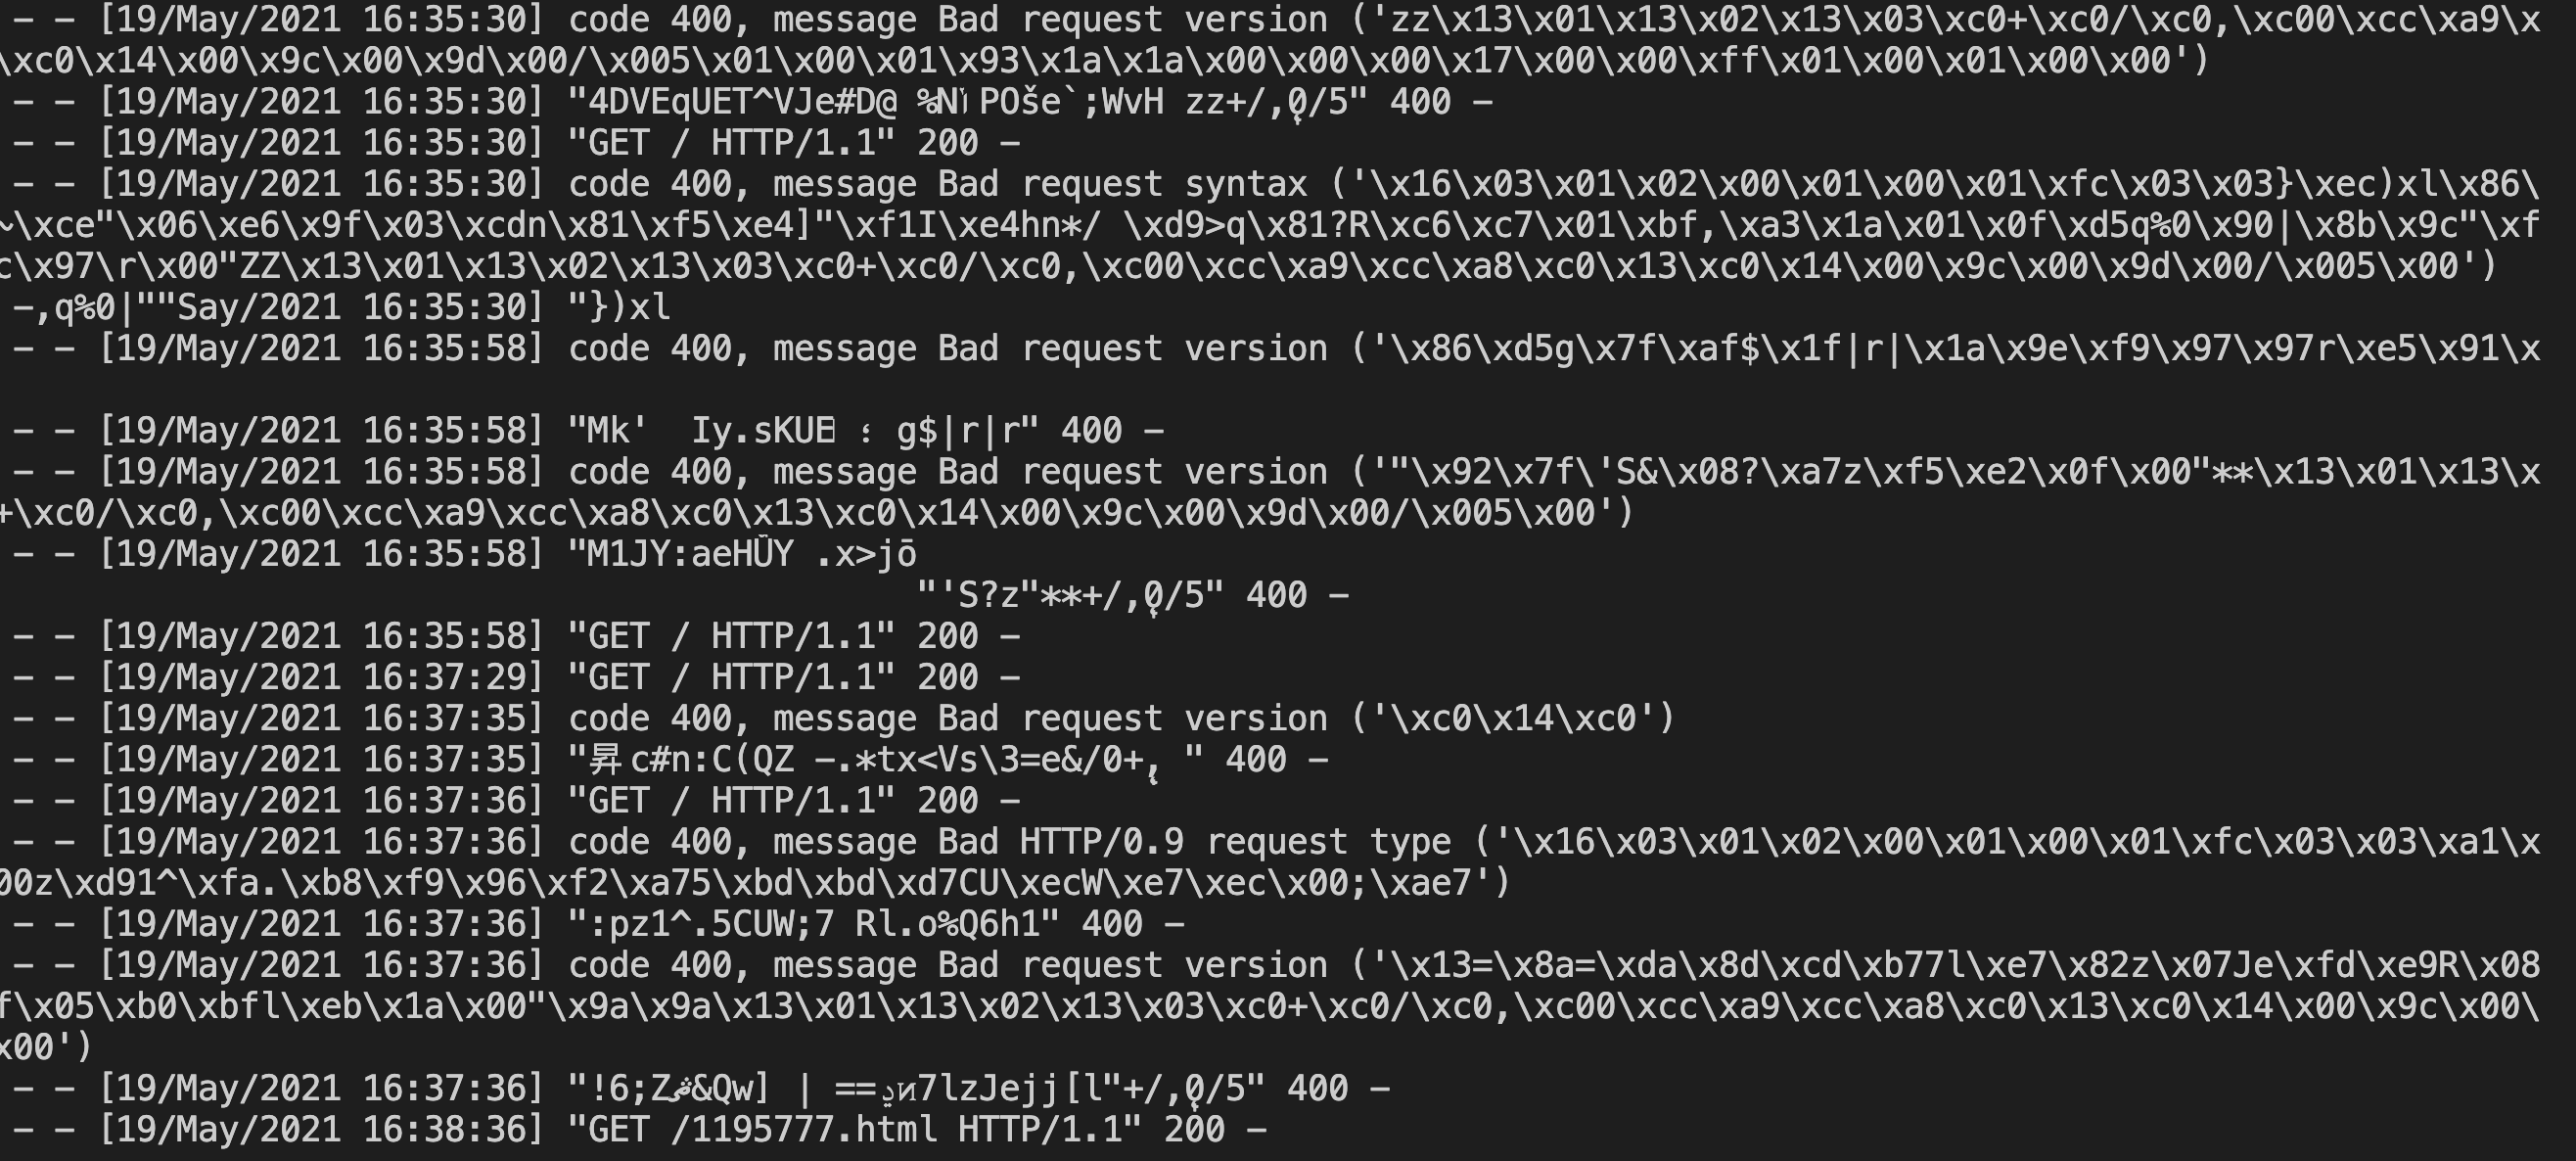 - - [19/May/2021 16:35:30] code 400, message Bad request version ('zz\x13\x01\x13\x02\x13\x03\xc0+\xc0/\xc0,\xc00\xcc\xa9\x
\xc0\x14\x00\x9c\x00\x9d\x00/\x005\x01\x00\x01\x93\x1a\x1a\x00\x00\x00\x17\x00\x00\xff\x01\x00\x01\x00\x00')
- - [19/May/2021 16:35:30] "4DVEqUET^VJe#D@ POše`;WvH zz+/,0̨/5" 400 -
- - [19/May/2021 16:35:30] "GET / HTTP/1.1" 200 -
- - [19/May/2021 16:35:30] code 400, message Bad request syntax ('\x16\x03\x01\x02\x00\x01\x00\x01\xfc\x03\x03}\xec)xl\x86\
~\xce"\x06\xe6\x9f\x03\xcdn\x81\xf5\xe4]"\xf1I\xe4hn*/ \xd9>q\x81?R\xc6\xc7\x01\xbf,\xa3\x1a\x01\x0f\xd5q%0\x90|\x8b\x9c"\xf
c\x97\r\x00"ZZ\x13\x01\x13\x02\x13\x03\xc0+\xc0/\xc0,\xc00\xcc\xa9\xcc\xa8\xc0\x13\xc0\x14\x00\x9c\x00\x9d\x00/\x005\x00')
-,q%0|""Say/2021 16:35:30] "})xl
- - [19/May/2021 16:35:58] code 400, message Bad request version ('\x86\xd5g\x7f\xaf$\x1f|r|\x1a\x9e\xf9\x97\x97r\xe5\x91\x
- - [19/May/2021 16:35:58] "Mk' Iy.sKUE ؛ g$|r|r" 400 -
- - [19/May/2021 16:35:58] code 400, message Bad request version ('"\x92\x7f\'S&\x08?\xa7z\xf5\xe2\x0f\x00"**\x13\x01\x13\x
+\xc0/\xc0,\xc00\xcc\xa9\xcc\xa8\xc0\x13\xc0\x14\x00\x9c\x00\x9d\x00/\x005\x00')
- - [19/May/2021 16:35:58] "M1JY:aeHǕY .x>jō
"'S?z"**+/,0̨/5" 400 -
- - [19/May/2021 16:35:58] "GET / HTTP/1.1" 200 -
- - [19/May/2021 16:37:29] "GET / HTTP/1.1" 200 -
- - [19/May/2021 16:37:35] code 400, message Bad request version ('\xc0\x14\xc0')
- - [19/May/2021 16:37:35] "昇c#n:C(QZ -.*tx<Vs\3=e&/0+,̨ " 400 -
- - [19/May/2021 16:37:36] "GET / HTTP/1.1" 200 -
- - [19/May/2021 16:37:36] code 400, message Bad HTTP/0.9 request type ('\x16\x03\x01\x02\x00\x01\x00\x01\xfc\x03\x03\xa1\x
00z\xd91^\xfa.\xb8\xf9\x96\xf2\xa75\xbd\xbd\xd7CU\xecW\xe7\xec\x00;\xae7')
- - [19/May/2021 16:37:36] ":pz1^.5CUW;7 Rl.o%Q6h1" 400 -
- - [19/May/2021 16:37:36] code 400, message Bad request version ('\x13=\x8a=\xda\x8d\xcd\xb77l\xe7\x82z\x07Je\xfd\xe9R\x08
f\x05\xb0\xbfl\xeb\x1a\x00"\x9a\x9a\x13\x01\x13\x02\x13\x03\xc0+\xc0/\xc0,\xc00\xcc\xa9\xcc\xa8\xc0\x13\xc0\x14\x00\x9c\x00\
x00')
- - [19/May/2021 16:37:36] | 400 -
- - [19/May/2021 16:38:36] "GET /1195777.html HTTP/1.1" 200 -